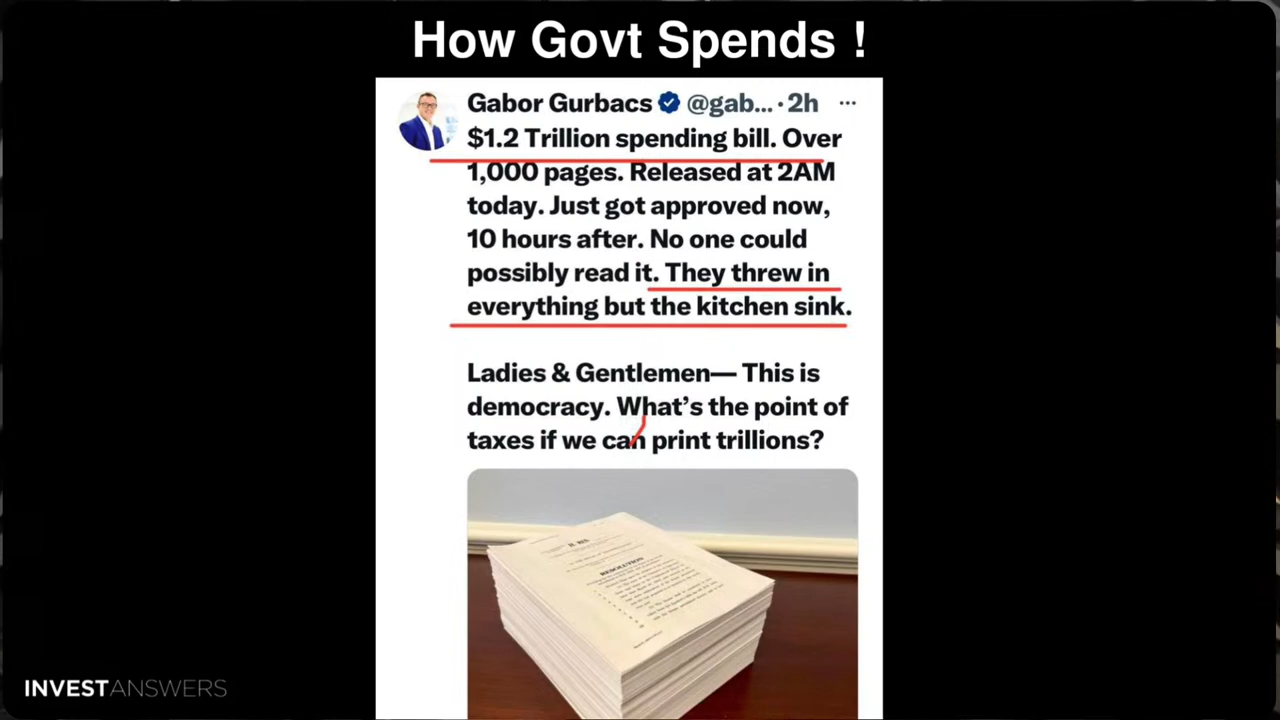 How Govt Spends !
Gabor Gurbacs @gab... · 2h ...
$1.2 Trillion spending bill. Over
1,000 pages. Released at 2AM
today. Just got approved now,
10 hours after. No one could
possibly read it. They threw in
everything but the kitchen sink.
Ladies & Gentlemen— This is
democracy. What’s the point of
taxes if we can print trillions?
RESOLUTION
INVESTANSWERS